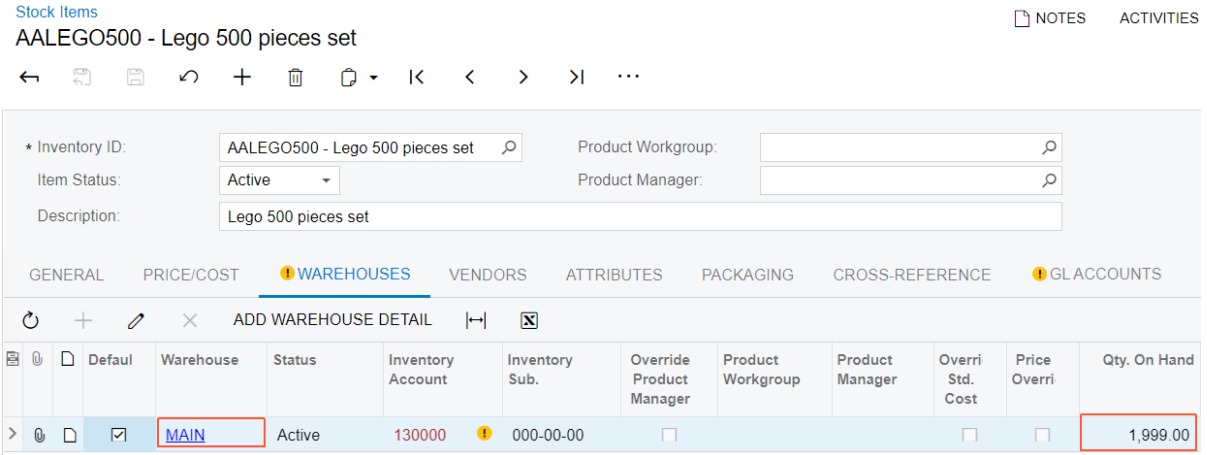 Stock Items
NOTES ACTIVITIES
AALEGO500 - Lego 500 pieces set
* Inventory ID: AALEGO500 - Lego 500 pieces set Product Workgroup:
Item Status: Active Product Manager:
Description: Lego 500 pieces set
GENERAL PRICE/COST WAREHOUSES VENDORS ATTRIBUTES PACKAGING CROSS-REFERENCE GL ACCOUNTS
ADD WAREHOUSE DETAIL
Defaul Warehouse Status Inventory Inventory Override Product Product Overri Price Qty. On Hand
Account Sub. Product Workgroup Manager Std. Overri
Manager Cost
MAIN Active 130000 000-00-00 1,999.00